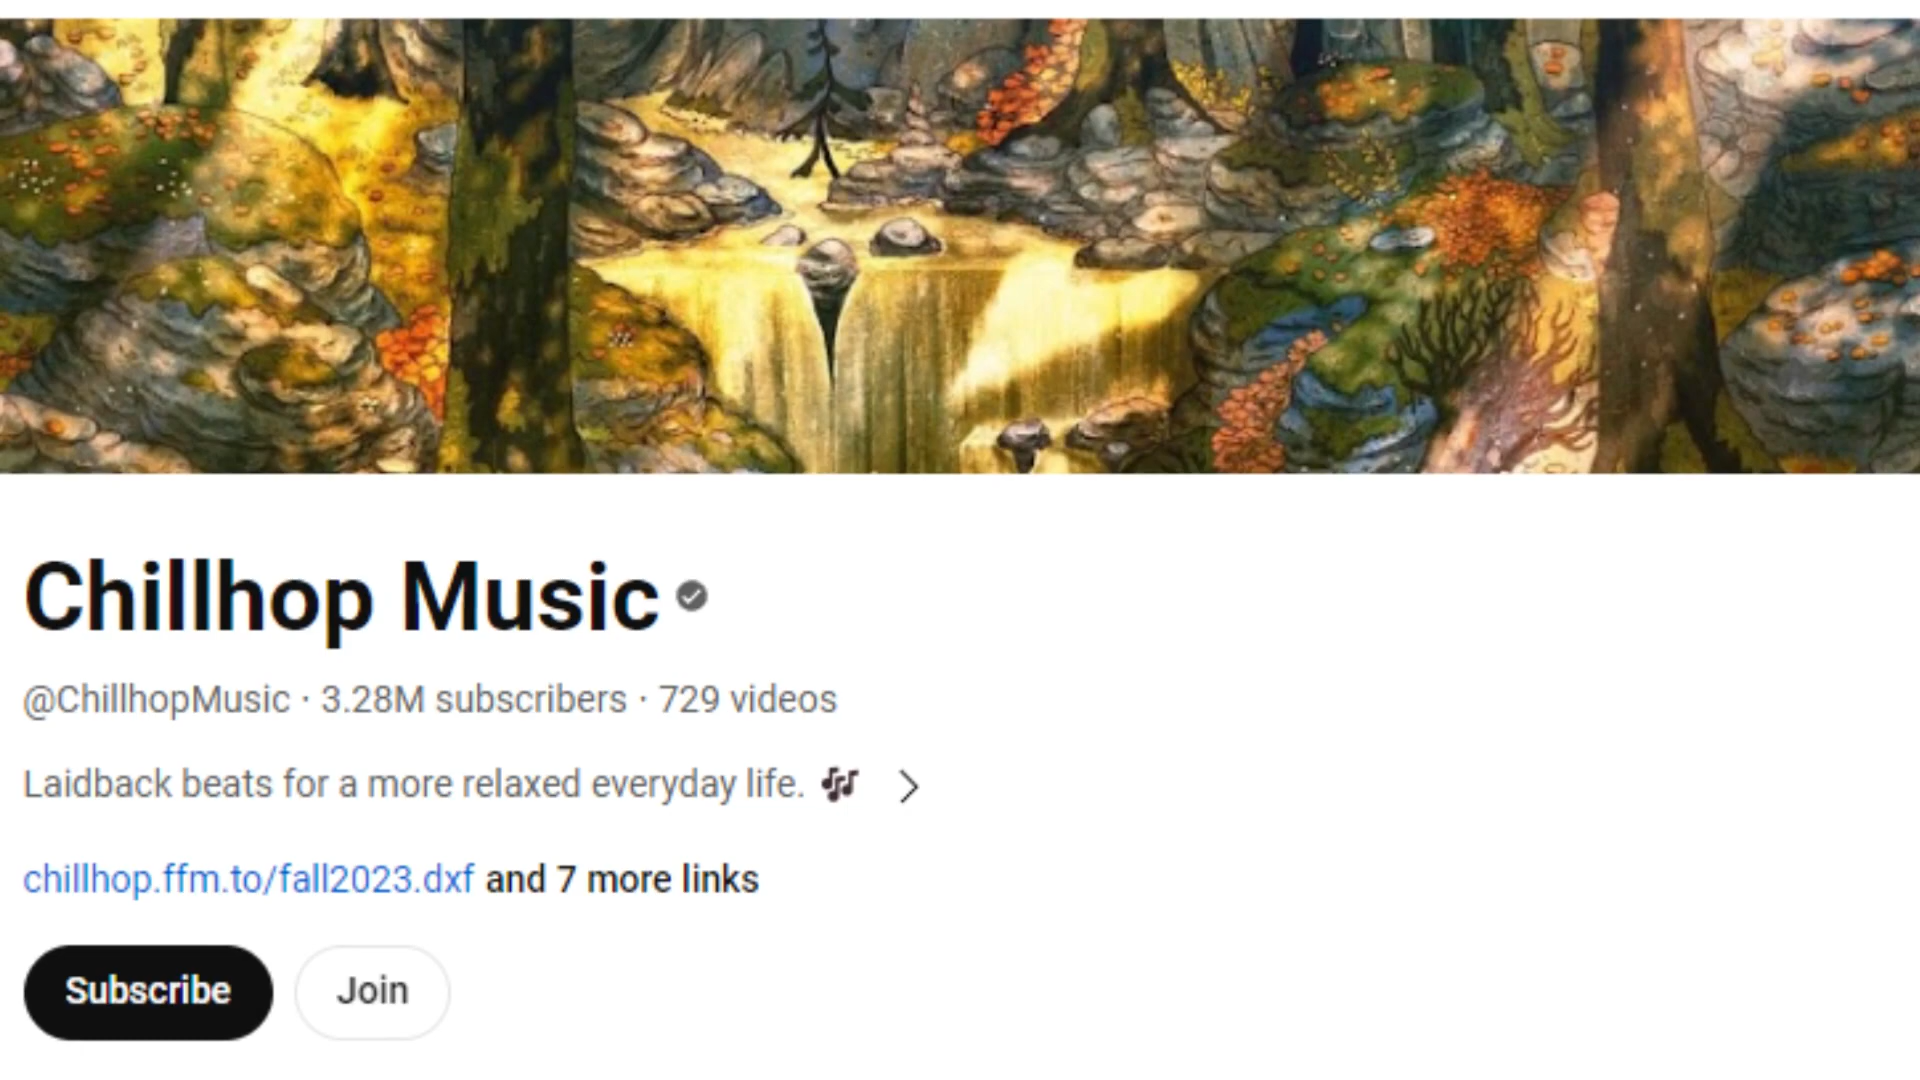 Chillhop Music
@ChillhopMusic · 3.28M subscribers · 729 videos
Laidback beats for a more relaxed everyday life. 🎶
chillhop.ffm.to/fall2023.dxf and 7 more links
Subscribe Join